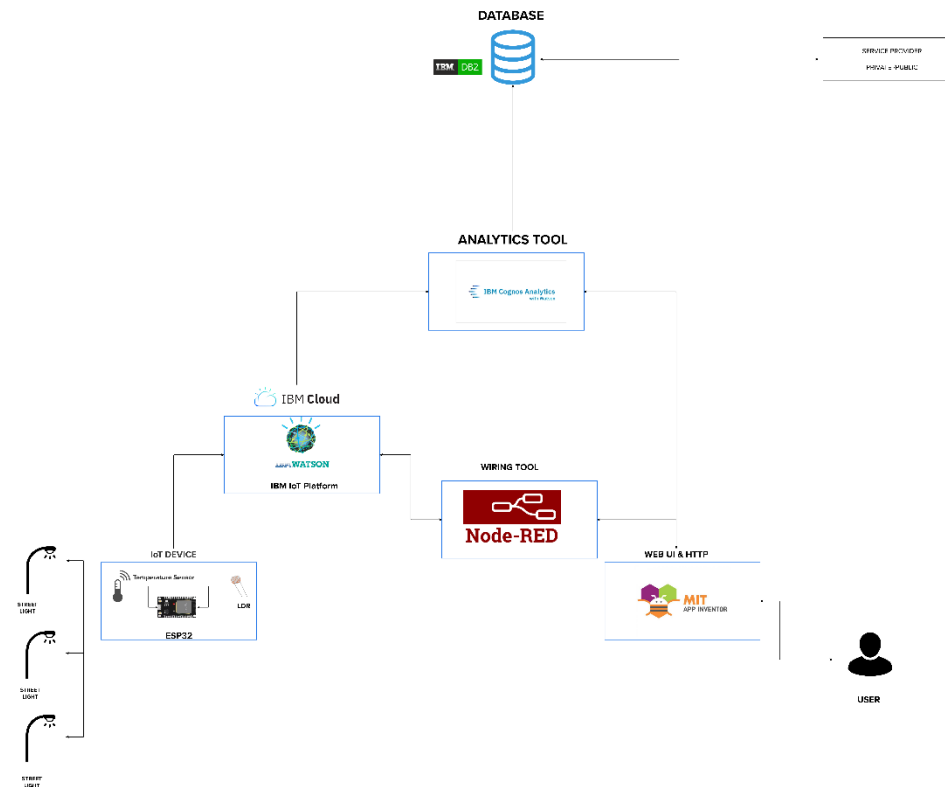 DATABASE
IBM DB2
SERVICE PROVIDER
PRIVATE-PUBLIC
ANALYTICS TOOL
IBM Cognos Analytics
IBM Cloud
WATSON
IBM IoT Platform
WIRING TOOL
Node-RED
IoT DEVICE
Temperature Sensor
LDR
ESP32
WEB UI & HTTP
MIT
APP INVENTOR
STREET
LIGHT
STREET
LIGHT
STREET
LIGHT
USER